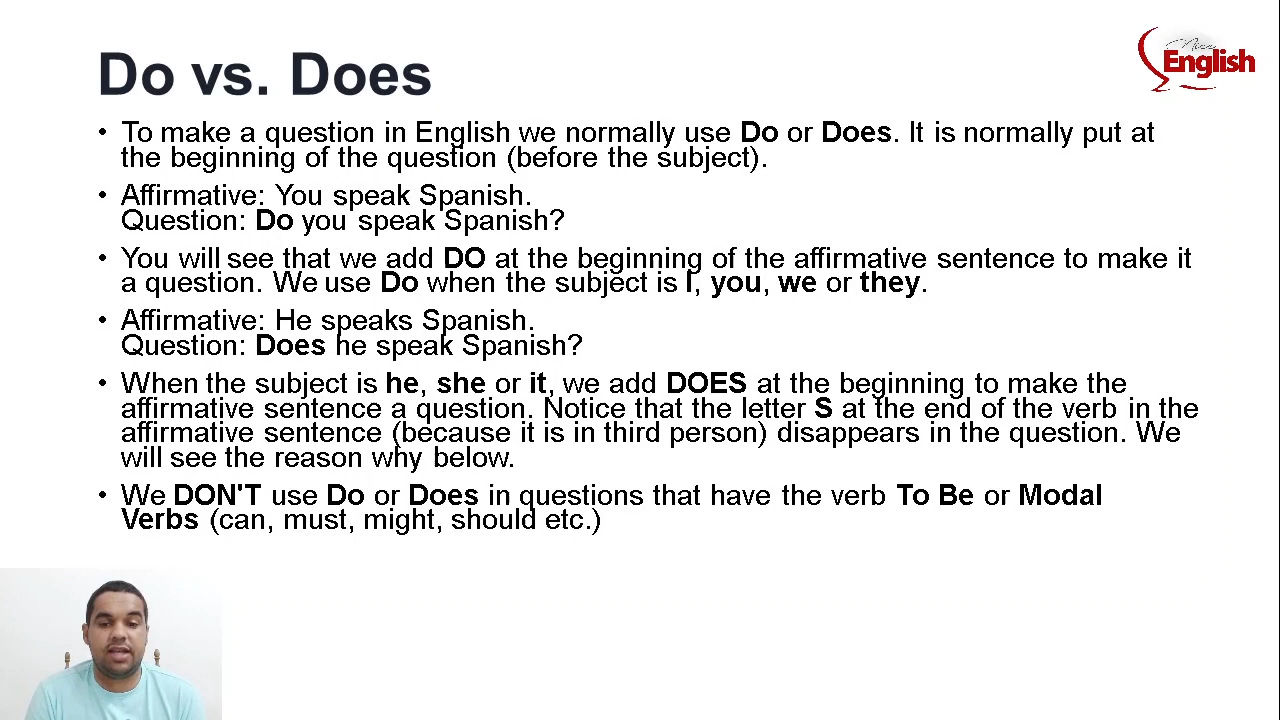 Nice
English
Do vs. Does
• To make a question in English we normally use Do or Does. It is normally put at
the beginning of the question (before the subject).
• Affirmative: You speak Spanish.
Question: Do you speak Spanish?
• You will see that we add DO at the beginning of the affirmative sentence to make it
a question. We use Do when the subject is I, you, we or they.
• Affirmative: He speaks Spanish.
Question: Does he speak Spanish?
• When the subject is he, she or it, we add DOES at the beginning to make the
affirmative sentence a question. Notice that the letter S at the end of the verb in the
affirmative sentence (because it is in third person) disappears in the question. We
will see the reason why below.
• We DON'T use Do or Does in questions that have the verb To Be or Modal
Verbs (can, must, might, should etc.)